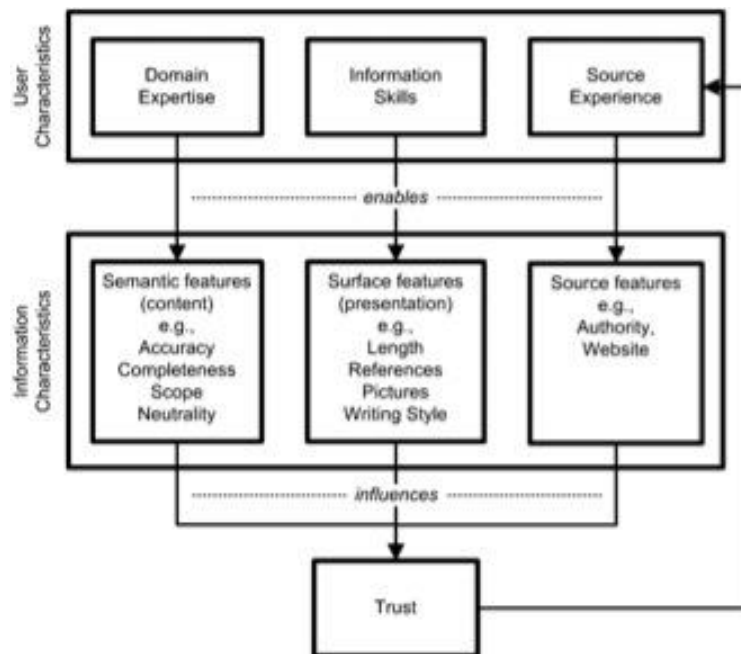 User
Characteristics
Domain
Expertise
Information
Skills
Source
Experience
enables
Information
Characteristics
Semantic features
(content)
e.g.,
Accuracy
Completeness
Scope
Neutrality
Surface features
(presentation)
e.g.,
Length
References
Pictures
Writing Style
Source features
e.g.,
Authority,
Website
influences
Trust